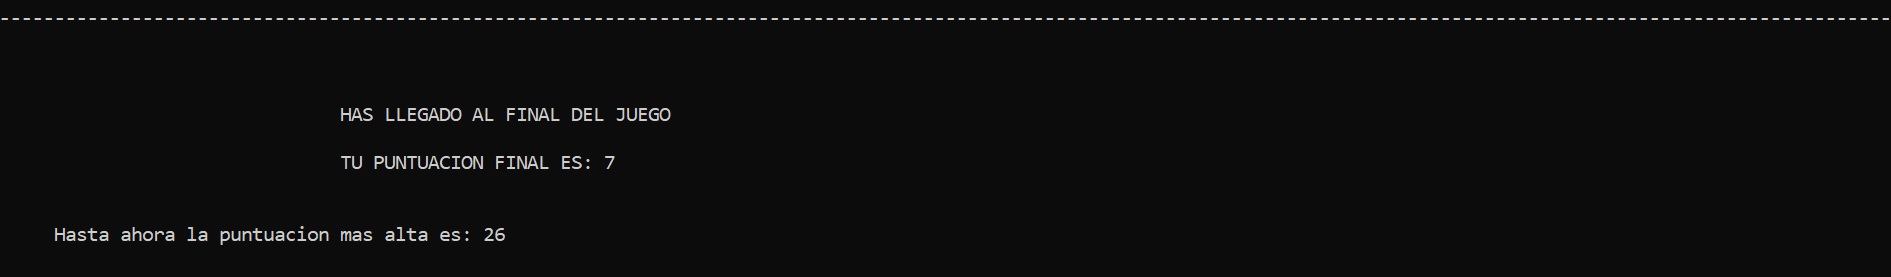 HAS LLEGADO AL FINAL DEL JUEGO
TU PUNTUACION FINAL ES: 7
Hasta ahora la puntuacion mas alta es: 26